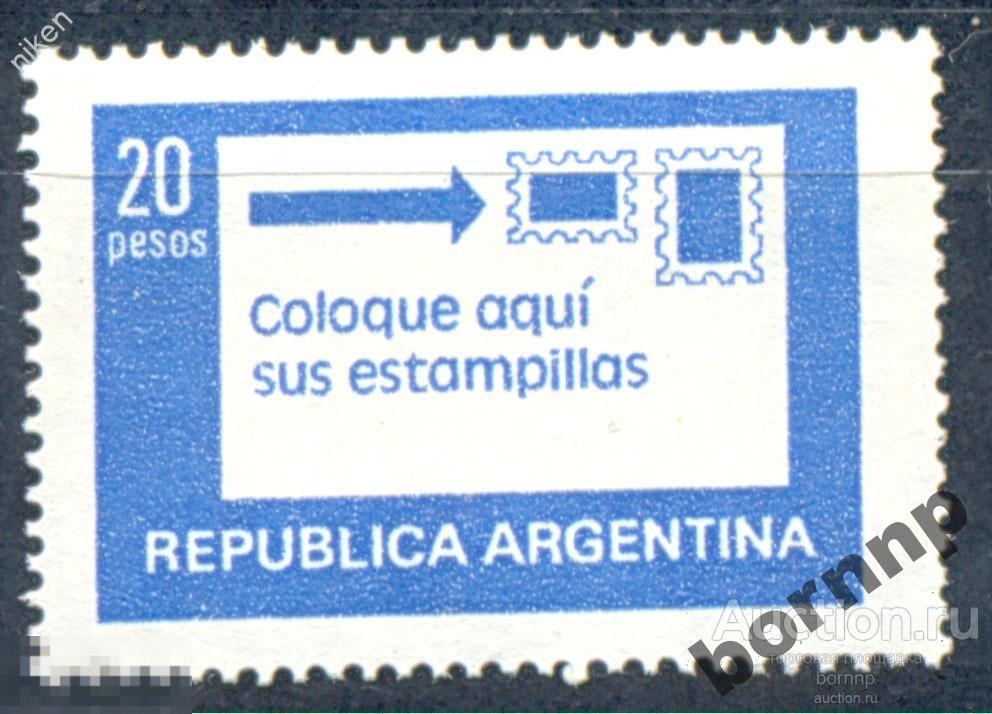 niken
20
pesos
Coloque aquí
sus estampillas
REPUBLICA ARGENTINA
bornnp
Auction.ru
торговая площадка
bornnp
auction.ru